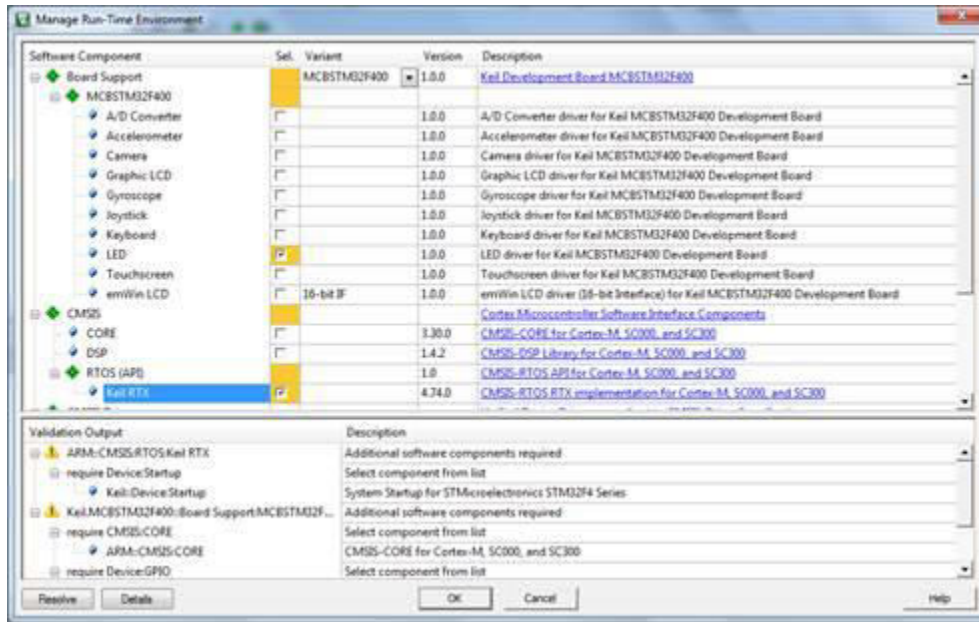 Manage Run-Time Environment
Software Component Sel. Variant Version Description
Board Support MCBSTM32F400 1.0.0 Keil Development Board MCBSTM32F400
MCBSTM32F400
A/D Converter 1.0.0 A/D Converter driver for Keil MCBSTM32F400 Development Board
Accelerometer 1.0.0 Accelerometer driver for Keil MCBSTM32F400 Development Board
Camera 1.0.0 Camera driver for Keil MCBSTM32F400 Development Board
Graphic LCD 1.0.0 Graphic LCD driver for Keil MCBSTM32F400 Development Board
Gyroscope 1.0.0 Gyroscope driver for Keil MCBSTM32F400 Development Board
Joystick 1.0.0 Joystick driver for Keil MCBSTM32F400 Development Board
Keyboard 1.0.0 Keyboard driver for Keil MCBSTM32F400 Development Board
LED 1.0.0 LED driver for Keil MCBSTM32F400 Development Board
Touchscreen 1.0.0 Touchscreen driver for Keil MCBSTM32F400 Development Board
emWin LCD 16-bit IF 1.0.0 emWin LCD driver (16-bit Interface) for Keil MCBSTM32F400 Development Board
CMSIS Cortex Microcontroller Software Interface Components
CORE 3.30.0 CMSIS-CORE for Cortex-M, SC000, and SC300
DSP 1.4.2 CMSIS-DSP Library for Cortex-M, SC000, and SC300
RTOS (API) 1.0 CMSIS-RTOS API for Cortex-M, SC000, and SC300
Keil RTX 4.74.0 CMSIS-RTOS RTX implementation for Cortex-M, SC000, and SC300
Validation Output Description
ARM::CMSIS:RTOS:Keil RTX Additional software components required
require Device:Startup Select component from list
Keil::Device:Startup System Startup for STMicroelectronics STM32F4 Series
Keil.MCBSTM32F400::Board Support:MCBSTM32F... Additional software components required
require CMSIS:CORE Select component from list
ARM::CMSIS:CORE CMSIS-CORE for Cortex-M, SC000, and SC300
require Device:GPIO Select component from list
Resolve Details OK Cancel Help